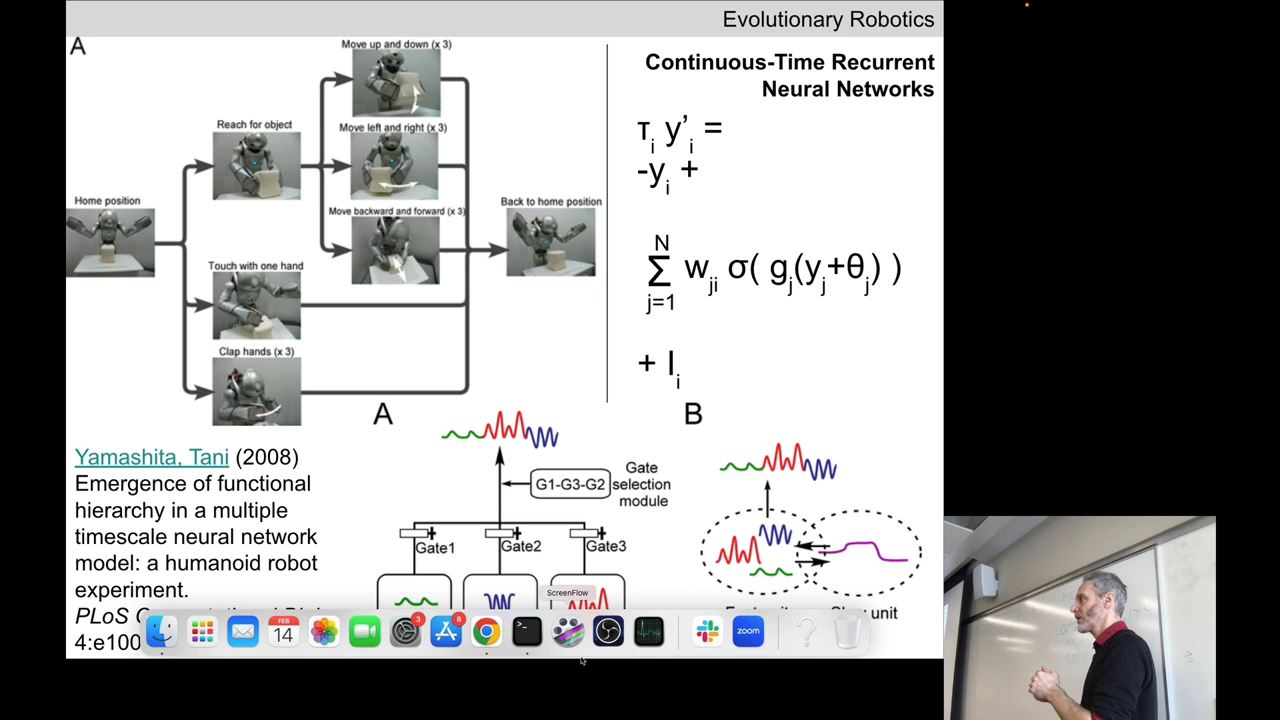 Evolutionary Robotics
A
Move up and down (x 3)
Reach for object
Move left and right (x 3)
Home position
Move backward and forward (x 3)
Back to home position
Touch with one hand
Clap hands (x 3)
Continuous-Time Recurrent
Neural Networks
τi y’i =
-yi +
N
Σ wji σ( gj(yj+θj) )
j=1
+ Ii
Yamashita, Tani (2008)
Emergence of functional
hierarchy in a multiple
timescale neural network
model: a humanoid robot
experiment.
PLoS
4:e100
A
G1-G3-G2
Gate
selection
module
Gate1
Gate2
Gate3
B
unit
ScreenFlow
FEB
14
3
8
>_
zoom
?